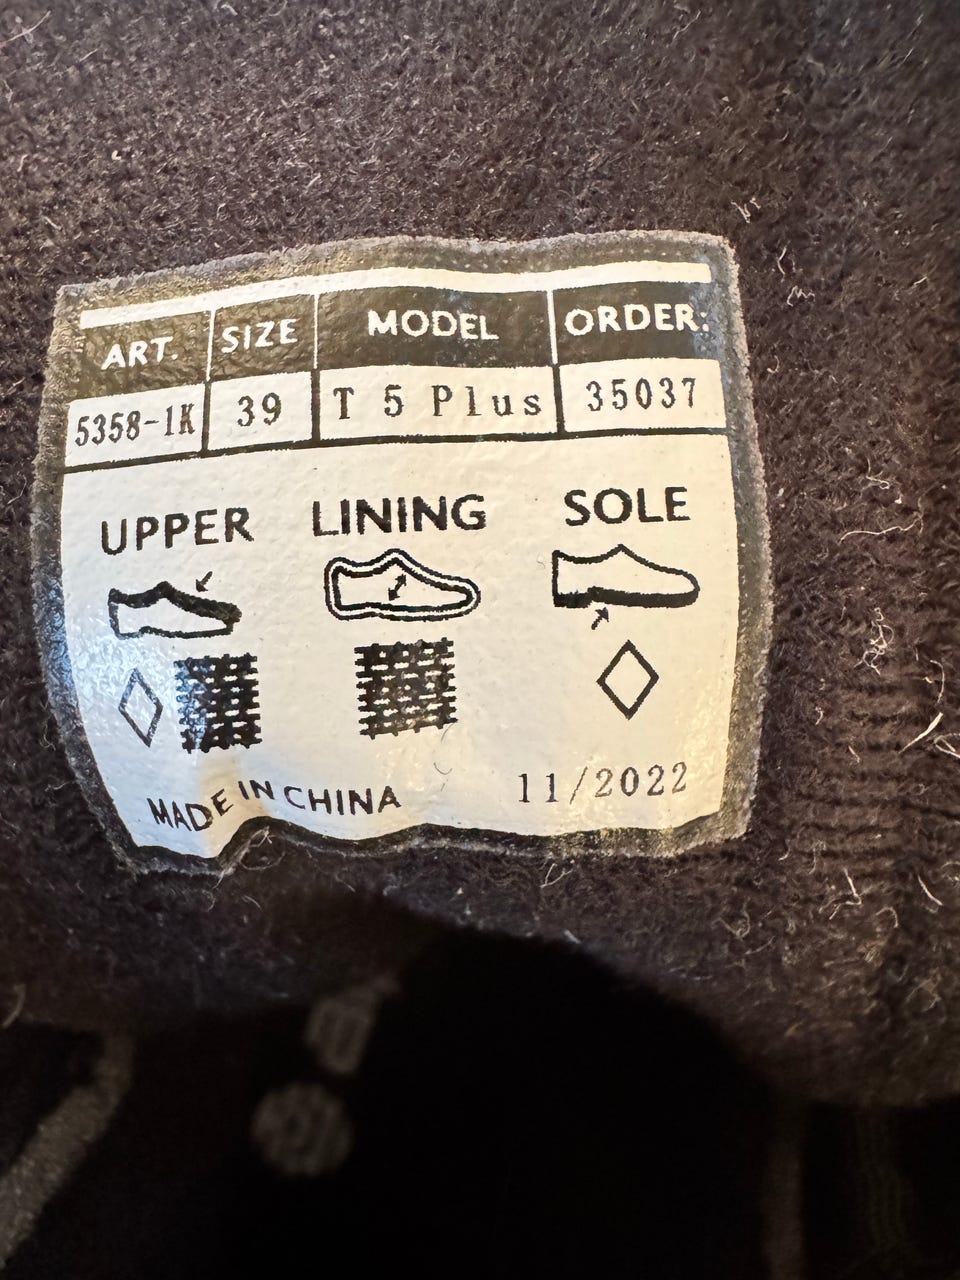 ART. SIZE MODEL ORDER:
5358-1K 39 T 5 Plus 35037
UPPER LINING SOLE
MADE IN CHINA 11/2022